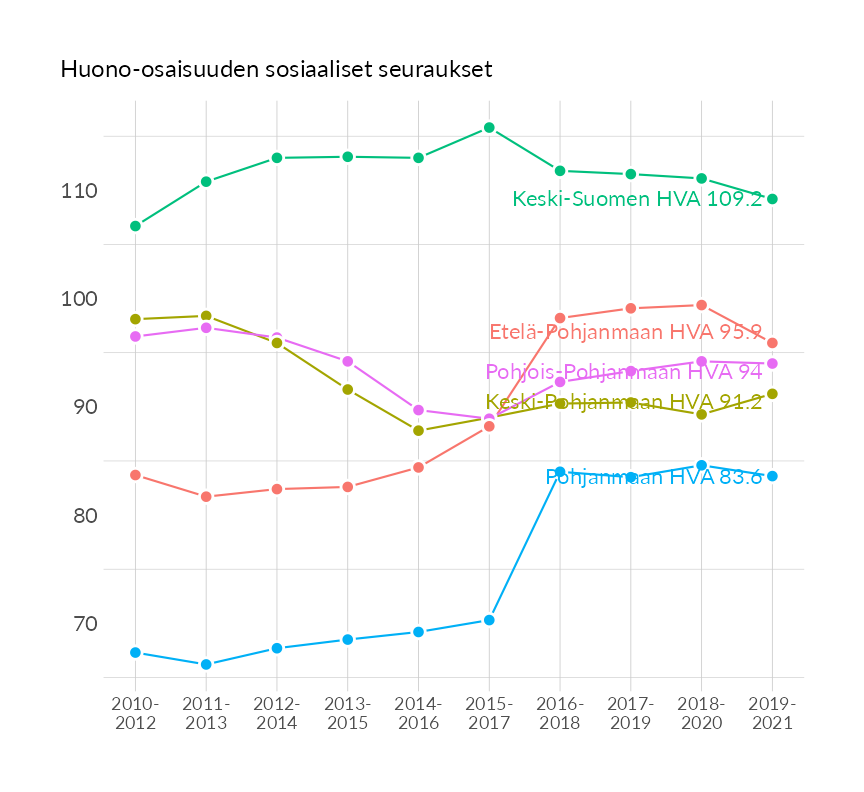 Huono-osaisuuden sosiaaliset seuraukset
110
Keski-Suomen HVA 109.2
100
Etelä-Pohjanmaan HVA 95.9
Pohjois-Pohjanmaan HVA 94
Keski-Pohjanmaan HVA 91.2
90
Pohjanmaan HVA 83.6
80
70
2010- 2011- 2012- 2013- 2014- 2015- 2016- 2017- 2018- 2019-
2012 2013 2014 2015 2016 2017 2018 2019 2020 2021